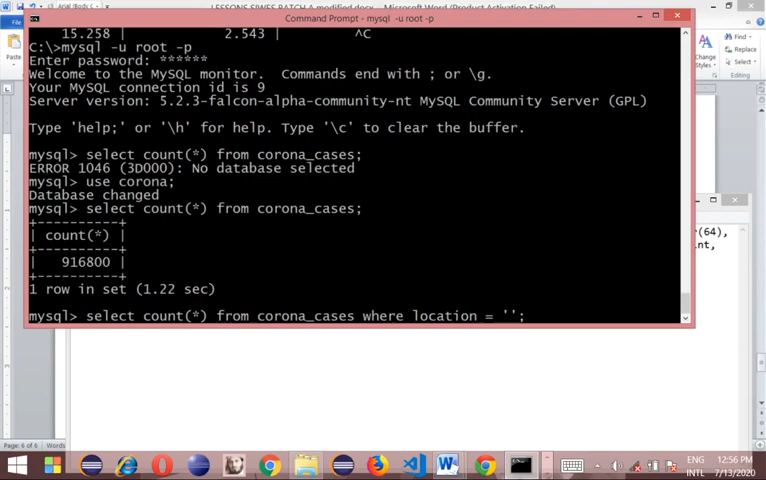 LESSONS SIWES BATCH A modified.docx - Microsoft Word (Product Activation Failed)
Command Prompt - mysql -u root -p
File
Paste
Find
Replace
Select
Change
Styles
15.258 | 2.543 | ^C
C:\>mysql -u root -p
Enter password: ******
Welcome to the MySQL monitor.  Commands end with ; or \g.
Your MySQL connection id is 9
Server version: 5.2.3-falcon-alpha-community-nt MySQL Community Server (GPL)
Type 'help;' or '\h' for help. Type '\c' to clear the buffer.
mysql> select count(*) from corona_cases;
ERROR 1046 (3D000): No database selected
mysql> use corona;
Database changed
mysql> select count(*) from corona_cases;
+----------+
| count(*) |
+----------+
|   916800 |
+----------+
1 row in set (1.22 sec)
mysql> select count(*) from corona_cases where location = '';
(64),
int,
Page: 6 of 6
Words
ENG
INTL
12:56 PM
7/13/2020